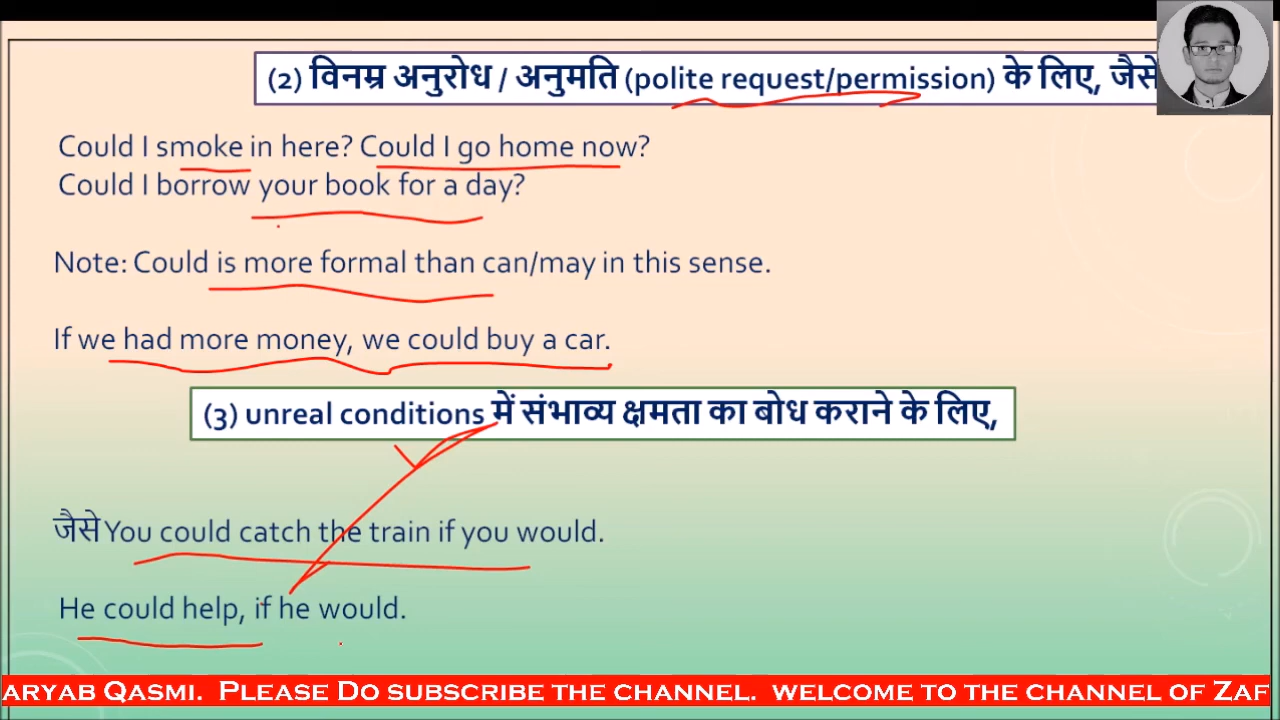 (2) विनम्र अनुरोध / अनुमति (polite request/permission) के लिए, जैसे
Could I smoke in here? Could I go home now?
Could I borrow your book for a day?
Note: Could is more formal than can/may in this sense.
If we had more money, we could buy a car.
(3) unreal conditions में संभाव्य क्षमता का बोध कराने के लिए,
जैसे You could catch the train if you would.
He could help, if he would.
ARYAB QASMI. PLEASE DO SUBSCRIBE THE CHANNEL. WELCOME TO THE CHANNEL OF ZAF